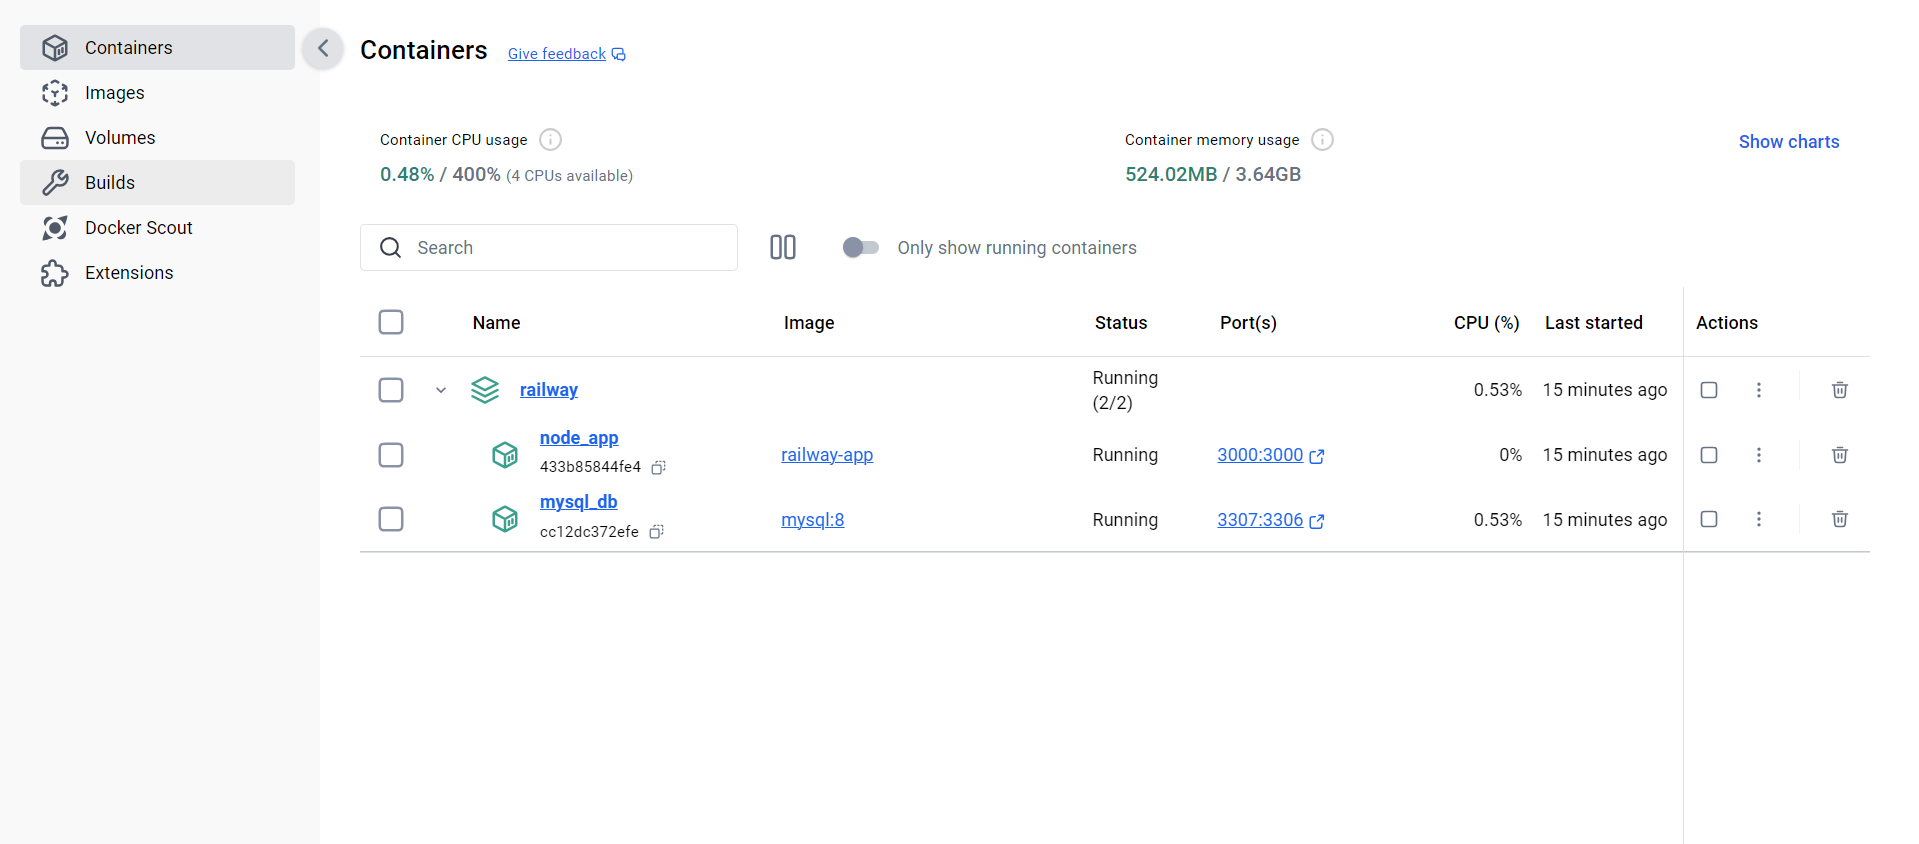 Containers
Images
Volumes
Builds
Docker Scout
Extensions
Containers Give feedback
Container CPU usage
0.48% / 400% (4 CPUs available)
Container memory usage
524.02MB / 3.64GB
Show charts
Search
Only show running containers
Name Image Status Port(s) CPU (%) Last started Actions
railway Running (2/2) 0.53% 15 minutes ago
node_app railway-app Running 3000:3000 0% 15 minutes ago
433b85844fe4
mysql_db mysql:8 Running 3307:3306 0.53% 15 minutes ago
cc12dc372efe